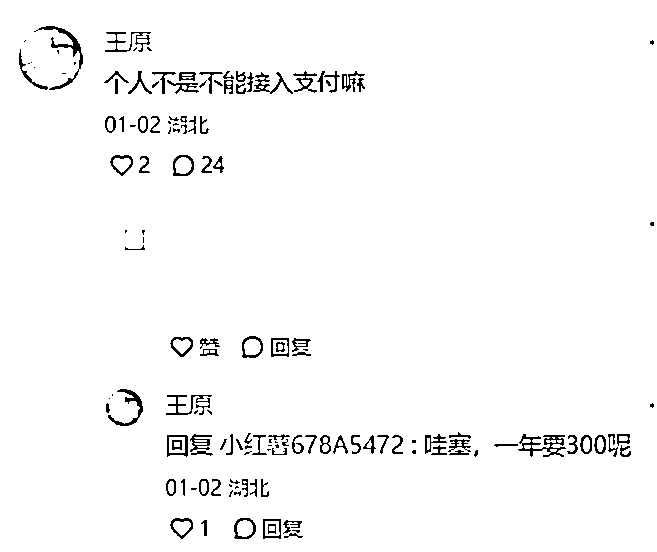 王原
个人不是不能接入支付嘛
01-02 湖北
2 24
赞 回复
王原
回复 小红薯678A5472：哇塞，一年要300呢
01-02 湖北
1 回复